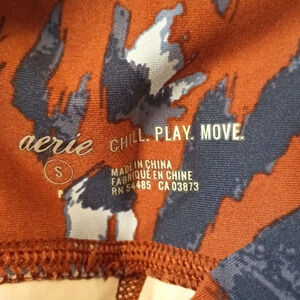 aerie CHILL. PLAY. MOVE.
S
MADE IN CHINA
FABRIQUÉ EN CHINE
RN 54485 CA 03873